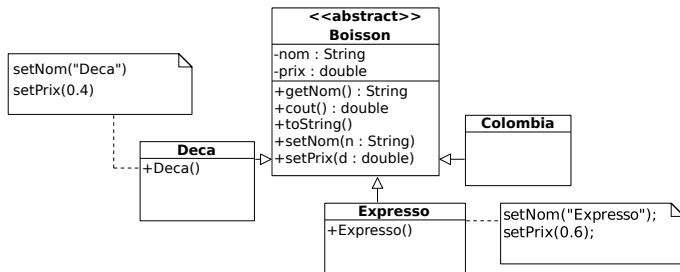 <<abstract>>
Boisson
-nom : String
-prix : double
+getNom() : String
+cout() : double
+toString()
+setNom(n : String)
+setPrix(d : double)
setNom("Deca")
setPrix(0.4)
Deca
+Deca()
Colombia
Expresso
+Expresso()
setNom("Expresso");
setPrix(0.6);